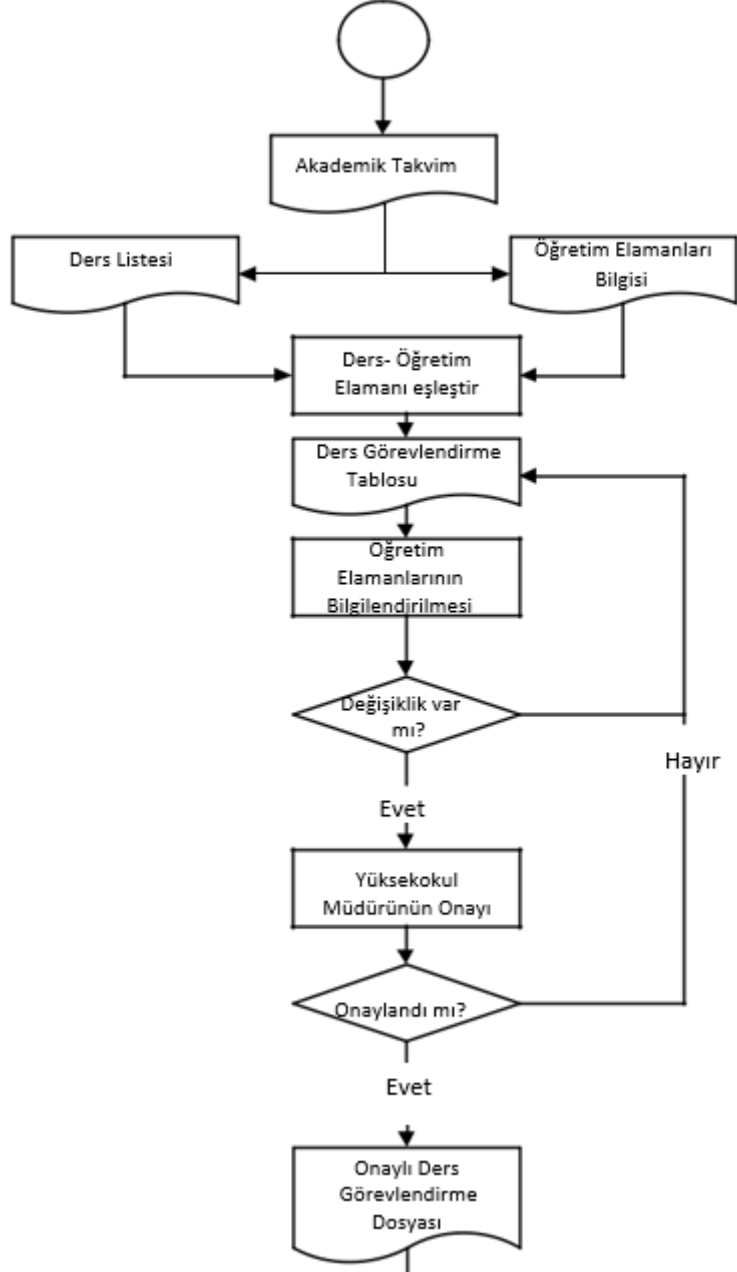 Akademik Takvim
Ders Listesi
Öğretim Elamanları
Bilgisi
Ders- Öğretim
Elamanı eşleştir
Ders Görevlendirme
Tablosu
Öğretim
Elamanlarının
Bilgilendirilmesi
Değişiklik var
mı?
Hayır
Evet
Yüksekokul
Müdürünün Onayı
Onaylandı mı?
Evet
Onaylı Ders
Görevlendirme
Dosyası